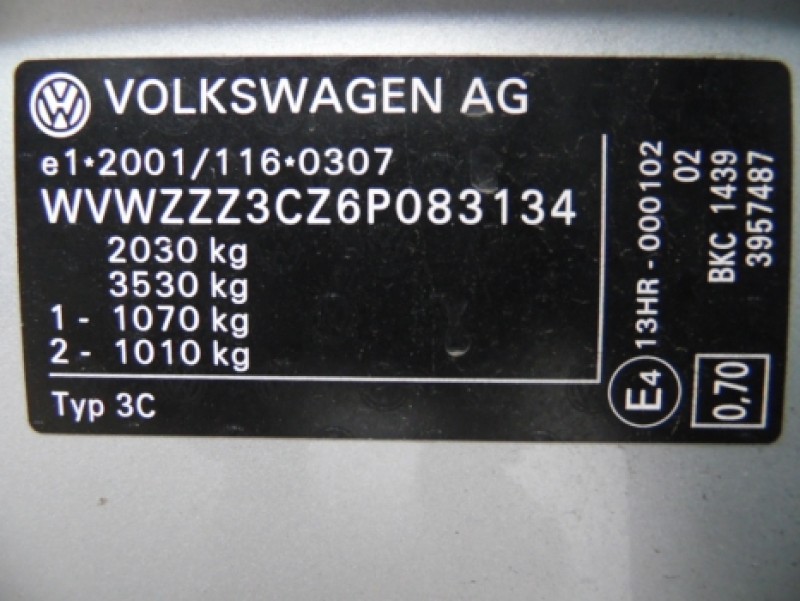 VOLKSWAGEN AG
e1*2001/116*0307
WVWZZZ3CZ6P083134
2030 kg
3530 kg
1 - 1070 kg
2 - 1010 kg
Typ 3C
E4 13HR - 000102
02
BKC 1439
3957487
0,70